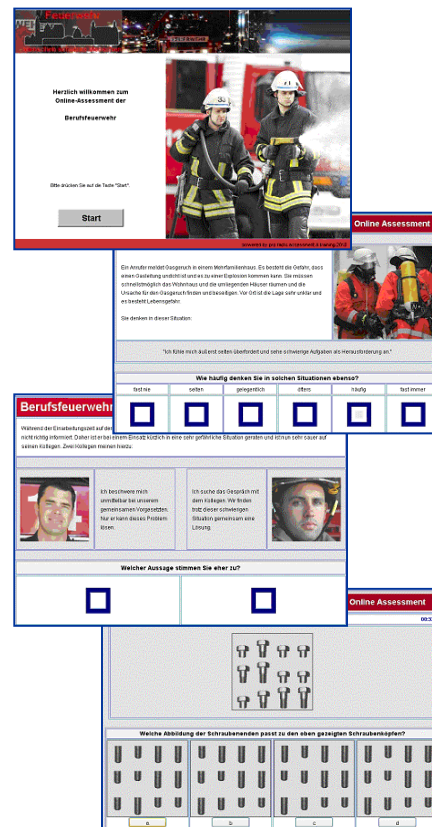 Feuerwehr
Herzlich willkommen zum
Online-Assessment der
Berufsfeuerwehr
Bitte drücken Sie auf die Taste "Start".
Start
Online Assessment
Ein Anrufer meldet Gasgeruch in einem Mehrfamilienhaus. Es besteht die Gefahr, dass
einen Gasleitung undicht ist und es zu einer Explosion kommen kann. Sie müssen
schnellstmöglich das Wohnhaus und die umliegenden Häuser räumen und die
Ursache für den Gasgeruch finden und beseitigen. Vor Ort ist die Lage sehr unklar und
es besteht Lebensgefahr.
Sie denken in dieser Situation:
"Ich fühle mich äußerst selten überfordert und sehe schwierige Aufgaben als Herausforderung an."
Wie häufig denken Sie in solchen Situationen ebenso?
fast nie selten gelegentlich öfters häufig fast immer
Berufsfeuerwehr
Während der Einarbeitungszeit auf der
nicht richtig informiert. Daher ist er bei einem Einsatz kürzlich in eine sehr gefährliche Situation geraten und ist nun sehr sauer auf
seinen Kollegen. Zwei Kollegen meinen hierzu:
Ich beschwere mich
unmittelbar bei unserem
gemeinsamen Vorgesetzten.
Nur er kann dieses Problem
lösen.
Ich suche das Gespräch mit
dem Kollegen. Wir finden
trotz dieser schwierigen
Situation gemeinsam eine
Lösung.
Welcher Aussage stimmen Sie eher zu?
Online Assessment
Welche Abbildung der Schraubenenden passt zu den oben gezeigten Schraubenköpfen?
a b c d